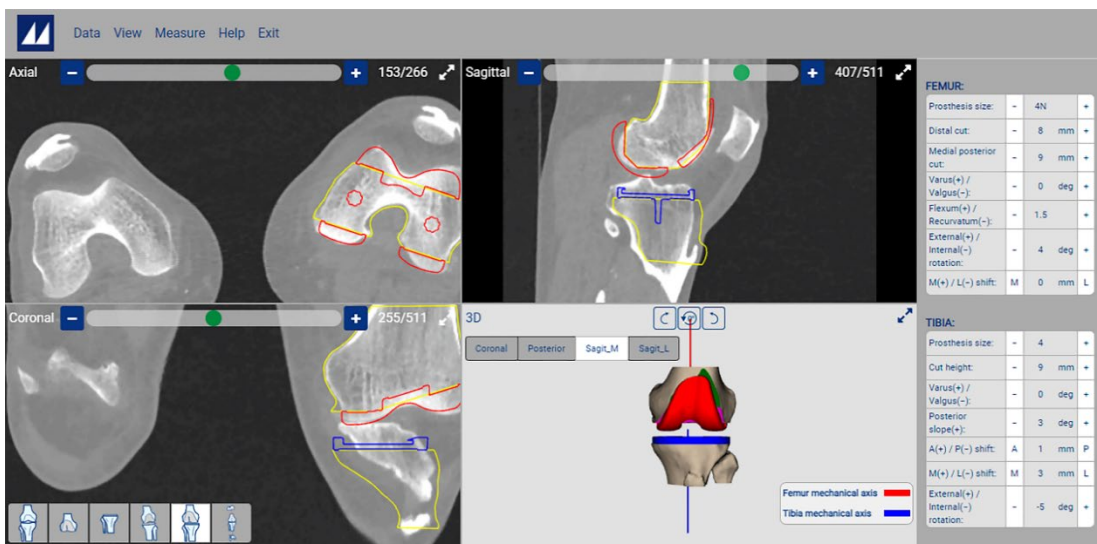 Data View Measure Help Exit
Axial − + 153/266
Sagittal − + 407/511
Coronal − + 255/511
3D
Coronal Posterior Sagit_M Sagit_L
Femur mechanical axis
Tibia mechanical axis
FEMUR:
Prosthesis size: - 4N +
Distal cut: - 8 mm +
Medial posterior
cut: - 9 mm +
Varus(+) /
Valgus(−): - 0 deg +
Flexum(+) /
Recurvatum(−): - 1.5 +
External(+) /
Internal(−)
rotation: - 4 deg +
M(+) / L(−) shift: M 0 mm L
TIBIA:
Prosthesis size: - 4 +
Cut height: - 9 mm +
Varus(+) /
Valgus(−): - 0 deg +
Posterior
slope(+): - 3 deg +
A(+) / P(−) shift: A 1 mm P
M(+) / L(−) shift: M 3 mm L
External(+) /
Internal(−)
rotation: - -5 deg +